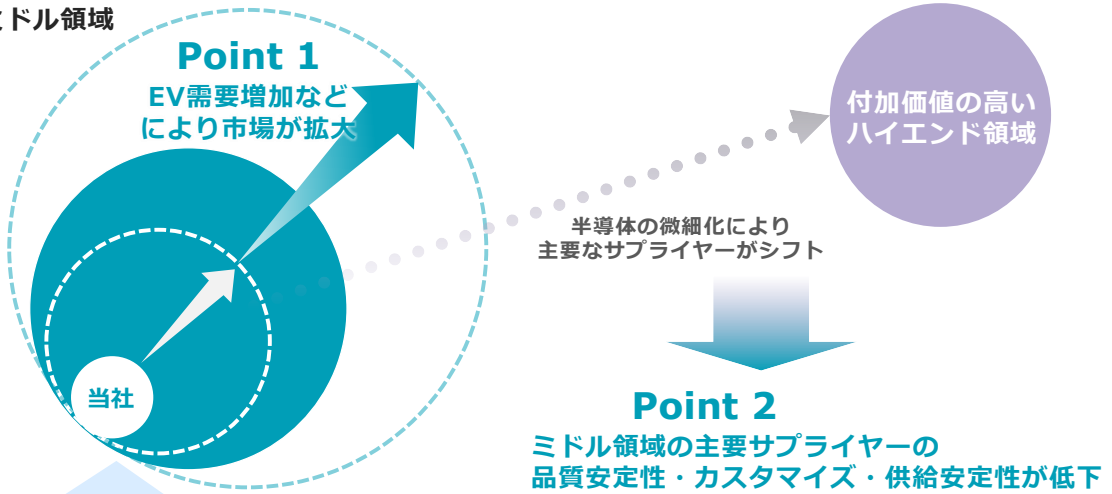 ミドル領域
Point 1
EV需要増加など
により市場が拡大
付加価値の高い
ハイエンド領域
半導体の微細化により
主要なサプライヤーがシフト
当社
Point 2
ミドル領域の主要サプライヤーの
品質安定性・カスタマイズ・供給安定性が低下